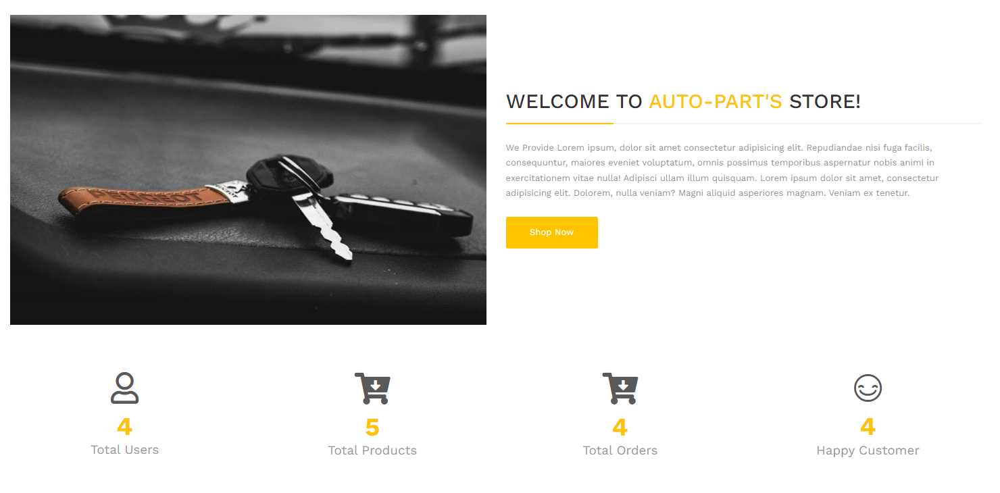 PEUGEOT
PEUGEOT
WELCOME TO AUTO-PART'S STORE!
We Provide Lorem ipsum, dolor sit amet consectetur adipisicing elit. Repudiandae nisi fuga facilis,
consequuntur, maiores eveniet voluptatum, omnis possimus temporibus aspernatur nobis animi in
exercitationem vitae nulla! Adipisci ullam illum quisquam. Lorem ipsum dolor sit amet, consectetur
adipisicing elit. Dolorem, nulla veniam? Magni aliquid asperiores magnam. Veniam ex tenetur.
Shop Now
4
Total Users
5
Total Products
4
Total Orders
4
Happy Customer